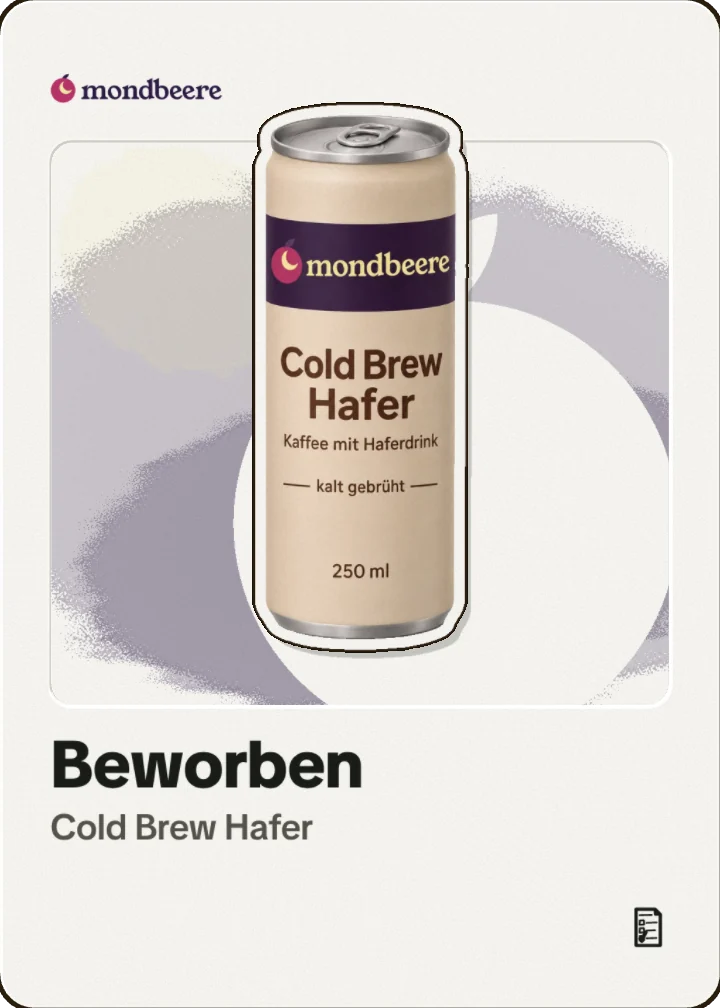 mondbeere
mondbeere
Cold Brew
Hafer
Kaffee mit Haferdrink
kalt gebrüht
250 ml
Beworben
Cold Brew Hafer